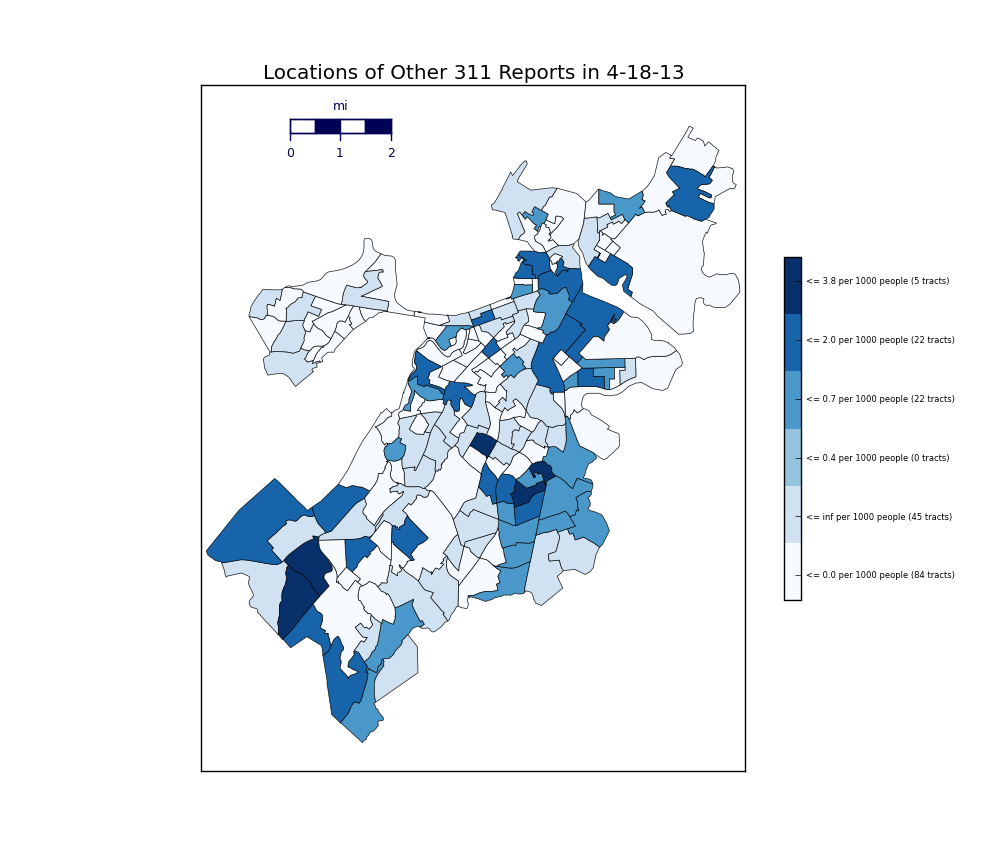 Locations of Other 311 Reports in 4-18-13
mi
0 1 2
<= 3.8 per 1000 people (5 tracts)
<= 2.0 per 1000 people (22 tracts)
<= 0.7 per 1000 people (22 tracts)
<= 0.4 per 1000 people (0 tracts)
<= inf per 1000 people (45 tracts)
<= 0.0 per 1000 people (84 tracts)